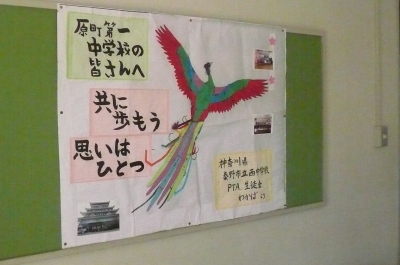 原町第一
中学校の
皆さんへ
共に
歩もう
思いは
ひとつ
神奈川県
秦野市立西中学校
PTA 生徒会